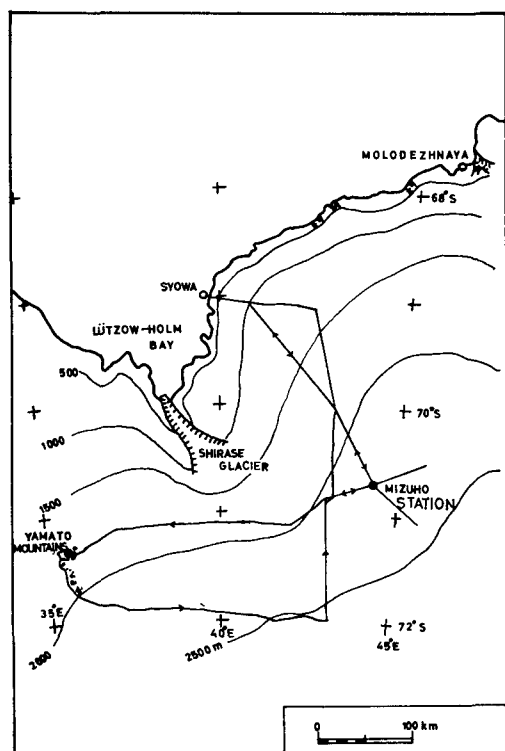 MOLODEZHNAYA
68°S
SYOWA
LÜTZOW-HOLM
BAY
500
70°S
1000
SHIRASE
GLACIER
MIZUHO
STATION
1500
YAMATO
MOUNTAINS
35°E
40°E
72°S
45°E
2000
2500 m
0 100 km